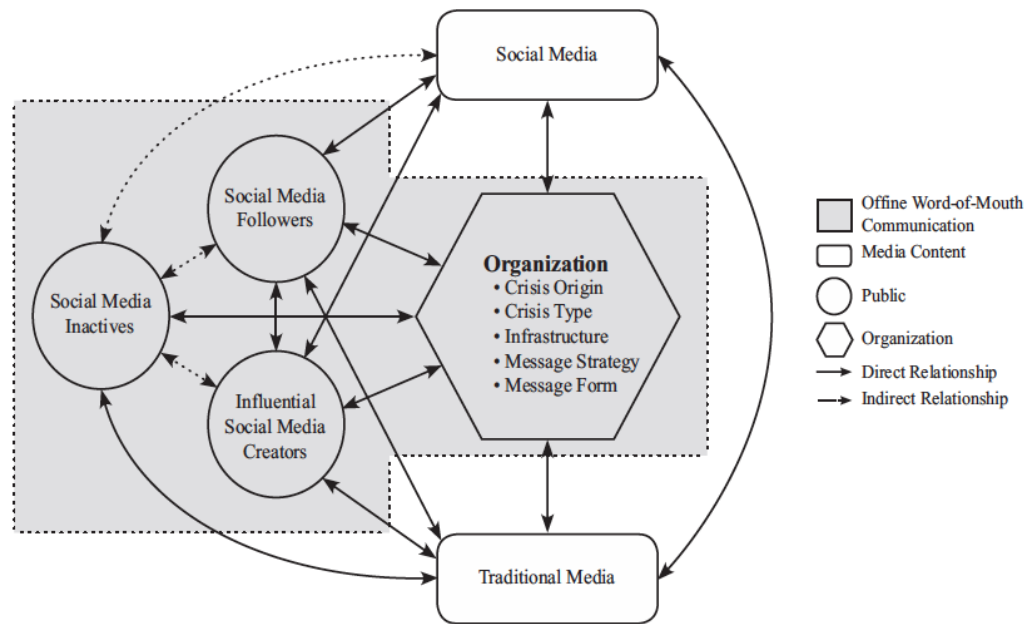 Social Media
Social Media
Followers
Social Media
Inactives
Influential
Social Media
Creators
Organization
• Crisis Origin
• Crisis Type
• Infrastructure
• Message Strategy
• Message Form
Traditional Media
Offine Word-of-Mouth
Communication
Media Content
Public
Organization
Direct Relationship
Indirect Relationship